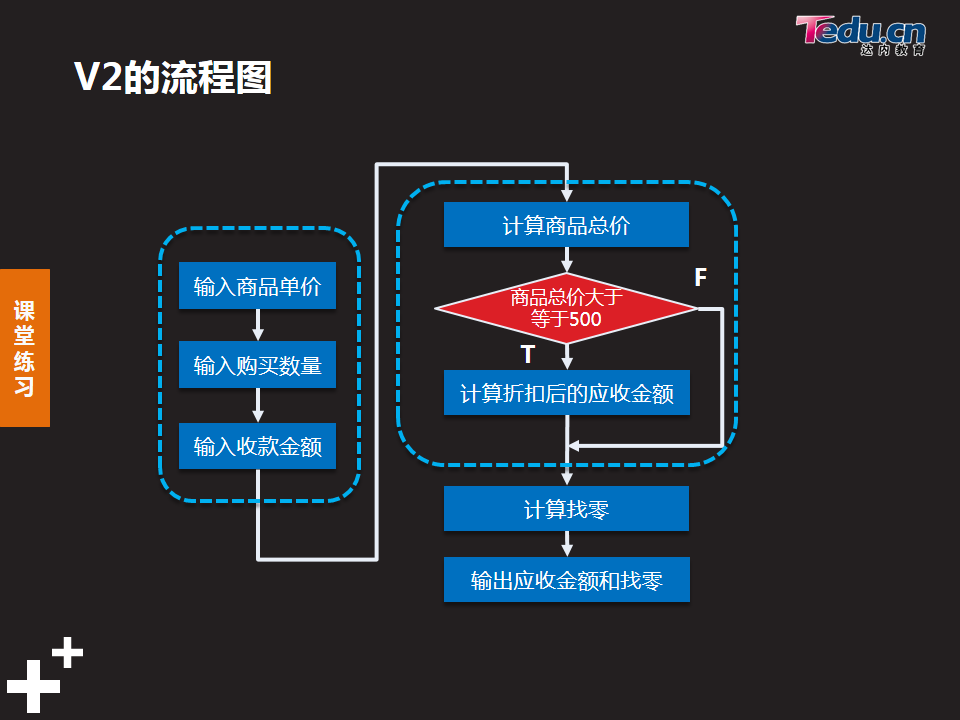 Tedu.cn
达内教育
V2的流程图
课
堂
练
习
输入商品单价
输入购买数量
输入收款金额
计算商品总价
商品总价大于
等于500
F
T
计算折扣后的应收金额
计算找零
输出应收金额和找零